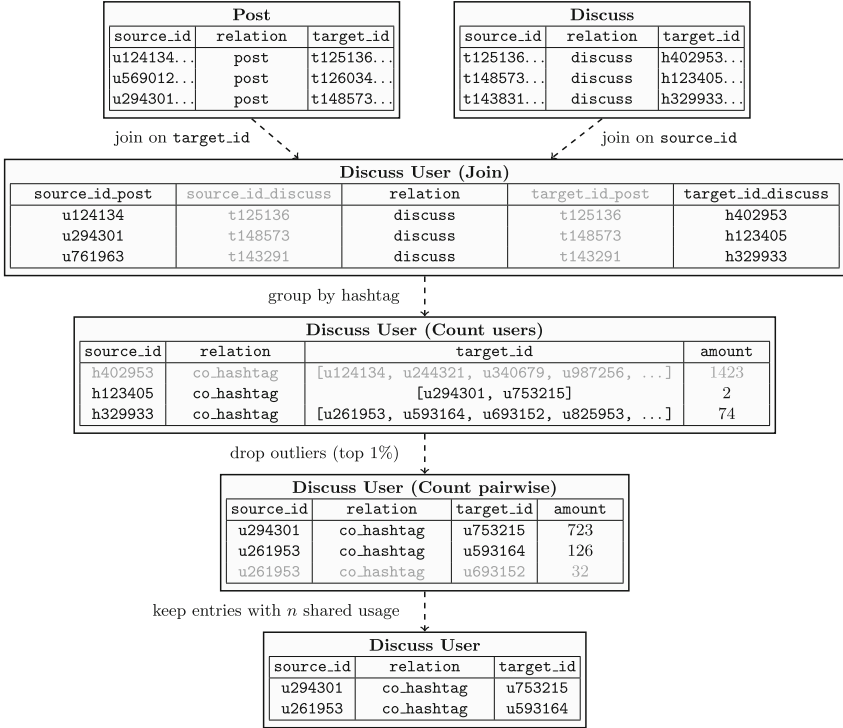 Post
source_id relation target_id
u124134... post t125136...
u569012... post t126034...
u294301... post t148573...
Discuss
source_id relation target_id
t125136... discuss h402953...
t148573... discuss h123405...
t143831... discuss h329933...
join on target_id
join on source_id
Discuss User (Join)
source_id_post source_id_discuss relation target_id_post target_id_discuss
u124134 t125136 discuss t125136 h402953
u294301 t148573 discuss t148573 h123405
u761963 t143291 discuss t143291 h329933
group by hashtag
Discuss User (Count users)
source_id relation target_id amount
h402953 co_hashtag [u124134, u244321, u340679, u987256, ...] 1423
h123405 co_hashtag [u294301, u753215] 2
h329933 co_hashtag [u261953, u593164, u693152, u825953, ...] 74
drop outliers (top 1%)
Discuss User (Count pairwise)
source_id relation target_id amount
u294301 co_hashtag u753215 723
u261953 co_hashtag u593164 126
u261953 co_hashtag u693152 32
keep entries with n shared usage
Discuss User
source_id relation target_id
u294301 co_hashtag u753215
u261953 co_hashtag u593164